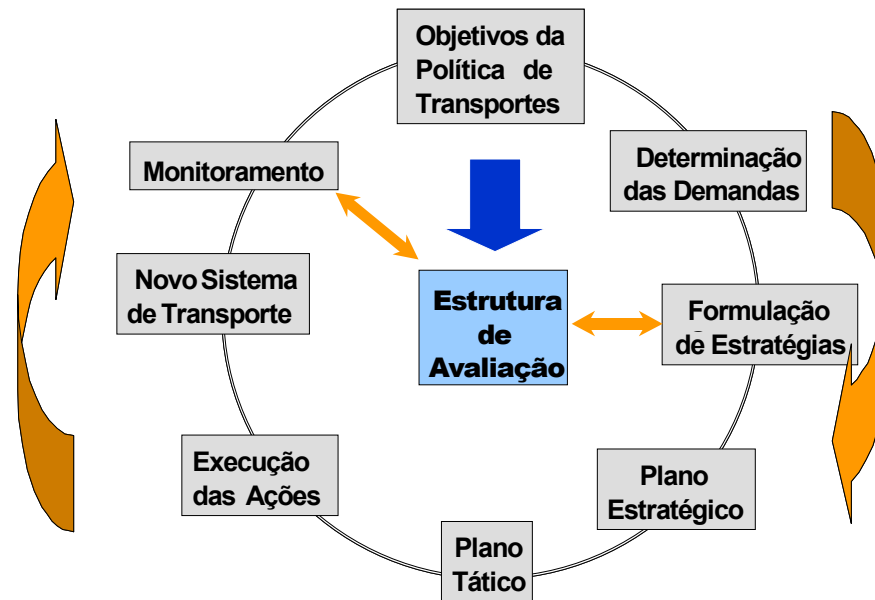 Objetivos da
Política de
Transportes
Determinação
das Demandas
Monitoramento
Novo Sistema
de Transporte
Estrutura
de
Avaliação
Formulação
de Estratégias
Execução
das Ações
Plano
Estratégico
Plano
Tático